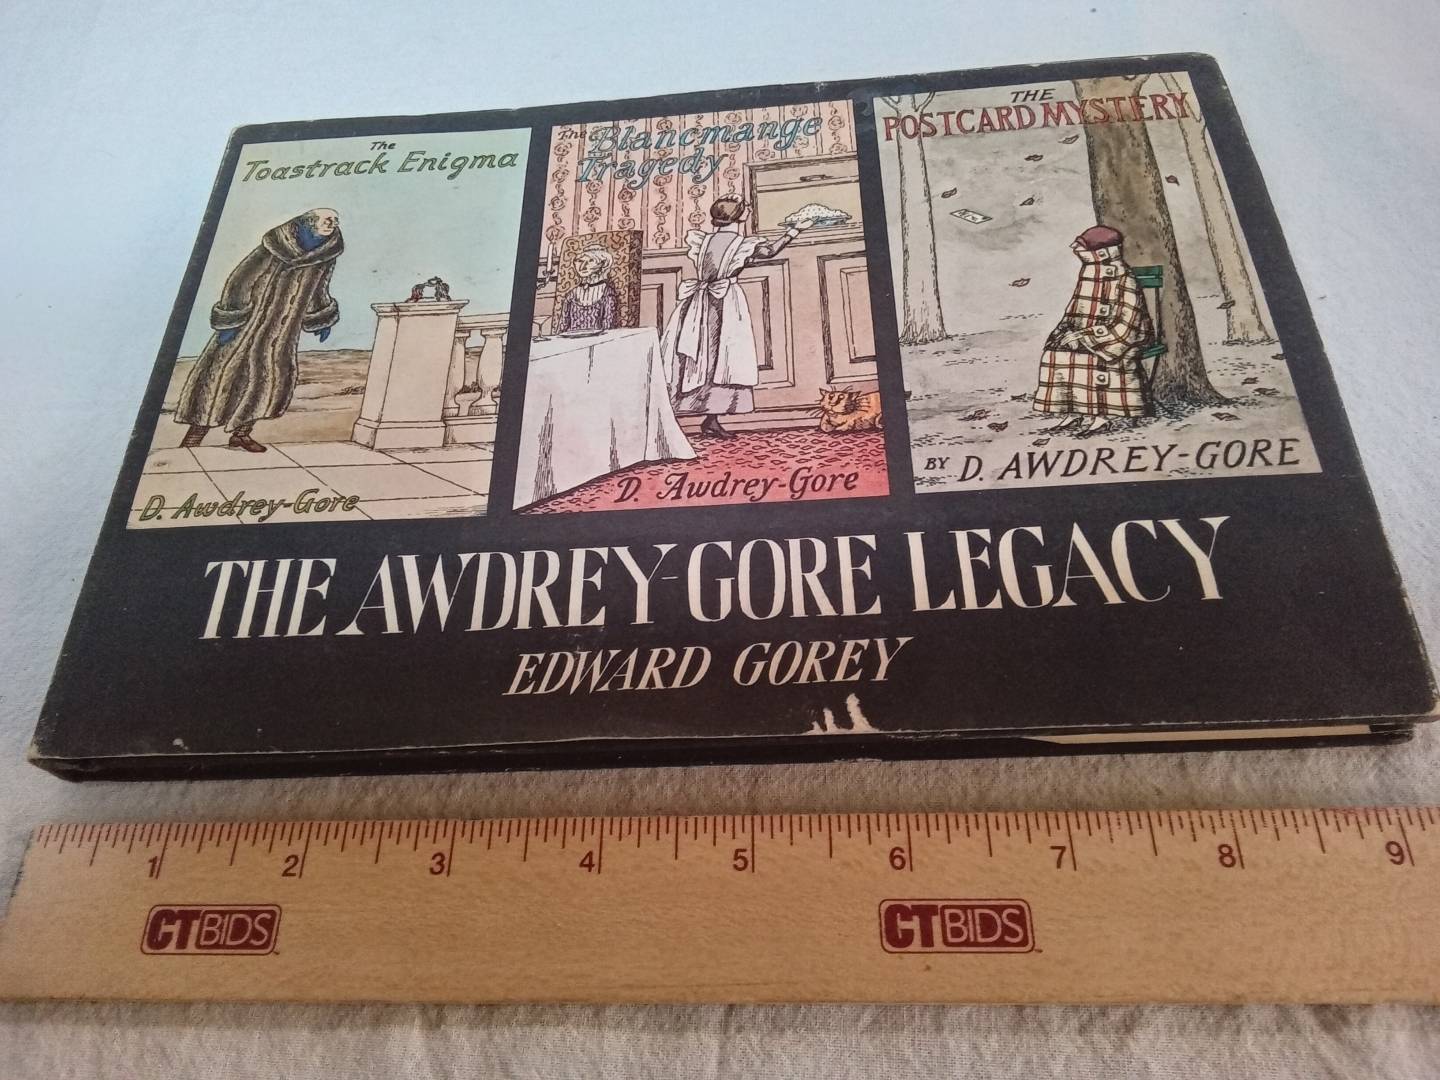 The
Toastrack Enigma
D. Awdrey-Gore
The Blancmange
Tragedy
D. Awdrey-Gore
THE
POSTCARD MYSTERY
BY D. AWDREY-GORE
THE AWDREY-GORE LEGACY
EDWARD GOREY
1 2 3 4 5 6 7 8 9
CTBIDS CTBIDS